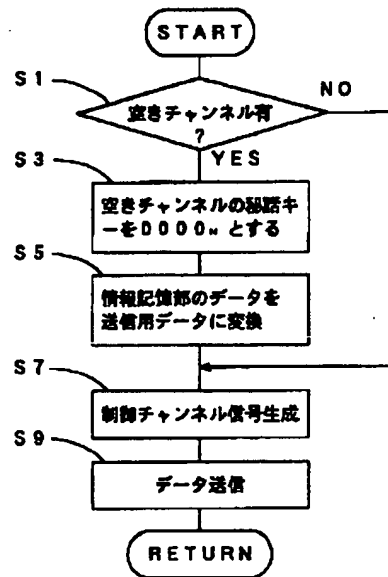 START
S1
NO
空きチャンネル有
?
YES
S3
空きチャンネルの秘話キ
ーを0000Hとする
S5
情報記憶部のデータを
送信用データに変換
S7
制御チャンネル信号生成
S9
データ送信
RETURN